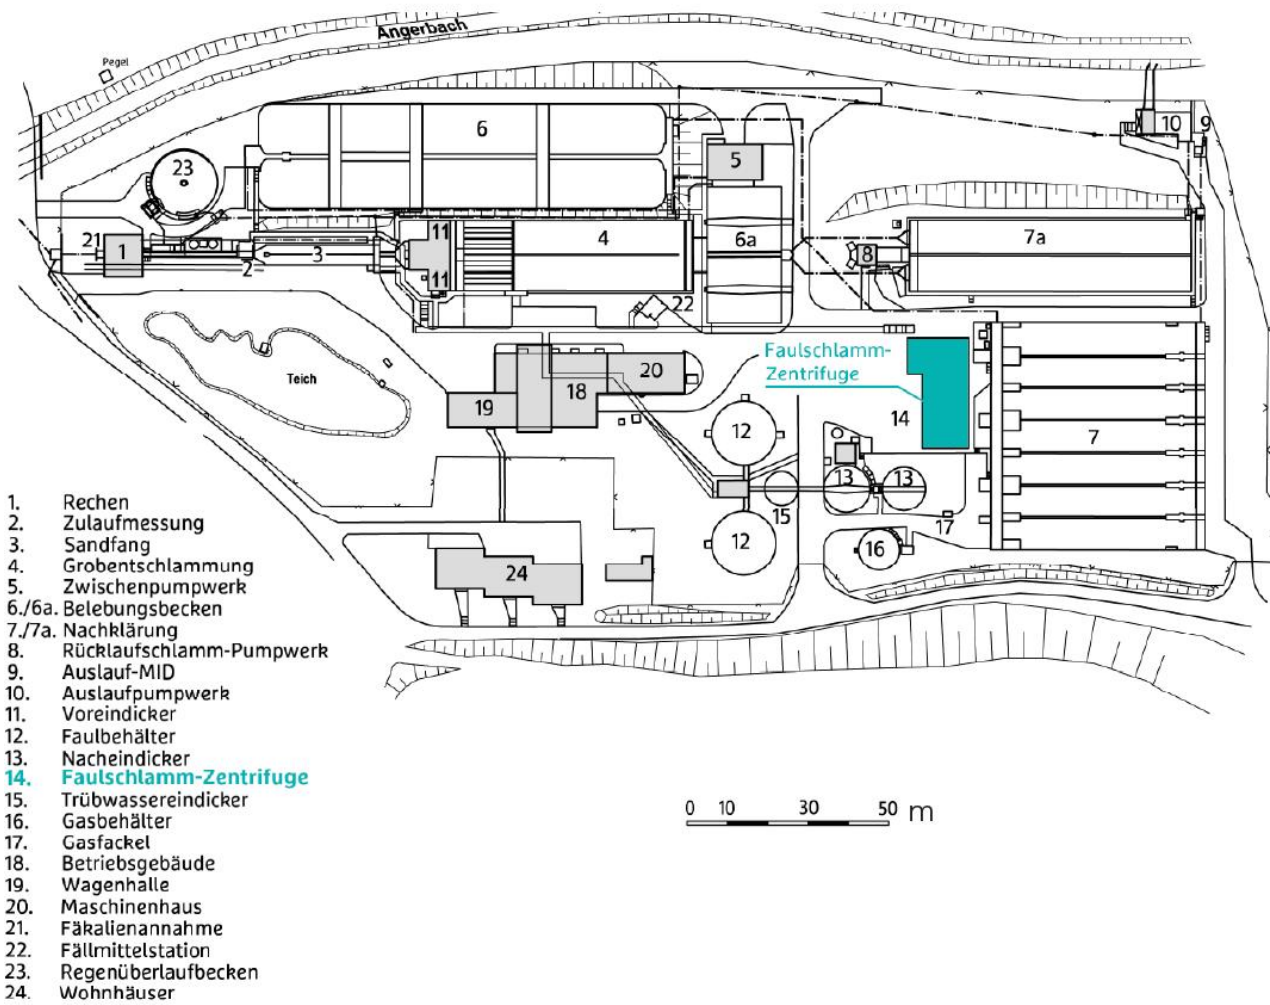 Angerbach
Pegel
6
10
9
5
23
11
4
6a
7a
21
1
2
3
8
11
22
Faulschlamm-
Zentrifuge
Teich
20
18
19
14
12
7
13
13
15
17
12
16
24
1. Rechen
2. Zulaufmessung
3. Sandfang
4. Grobentschlammung
5. Zwischenpumpwerk
6./6a. Belebungsbecken
7./7a. Nachklärung
8. Rücklaufschlamm-Pumpwerk
9. Auslauf-MID
10. Auslaufpumpwerk
11. Voreindicker
12. Faulbehälter
13. Nacheindicker
14. Faulschlamm-Zentrifuge
15. Trübwassereindicker
16. Gasbehälter
17. Gasfackel
18. Betriebsgebäude
19. Wagenhalle
20. Maschinenhaus
21. Fäkalienannahme
22. Fällmittelstation
23. Regenüberlaufbecken
24. Wohnhäuser
0 10 30 50 m